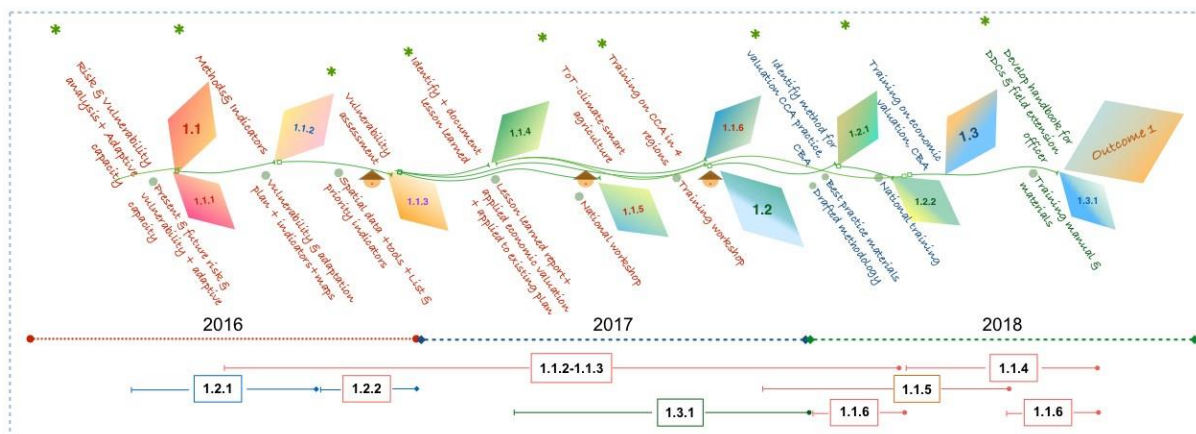 Risk & Vulnerability
analysis + Adaptive
capacity
1.1
Present & future risk &
vulnerability + adaptive
capacity
1.1.1
Methods& Indicators
1.1.2
Vulnerability & adaptation
plan + indicators+ maps
Vulnerability
assessment
Spatial data +tools + List &
priority indicators
1.1.3
Identify + document
lesson learned
1.1.4
Lesson learned report+
applied economic valuation
+ applied to existing plan
ToT-climate-smart
agriculture
National workshop
1.1.5
Training on CCA in 4
regions
1.1.6
Training workshop
1.2
Identify method for
valuation CCA practice,
CBA
1.2.1
Best practice materials
Drafted methodology
Training on economic
valuation, CBA
National training
1.2.2
1.3
Develop handbook for
DDCs & field extension
officer
Training manual &
materials
1.3.1
Outcome 1
2016
2017
2018
1.1.2-1.1.3
1.1.4
1.2.1
1.2.2
1.1.5
1.3.1
1.1.6
1.1.6